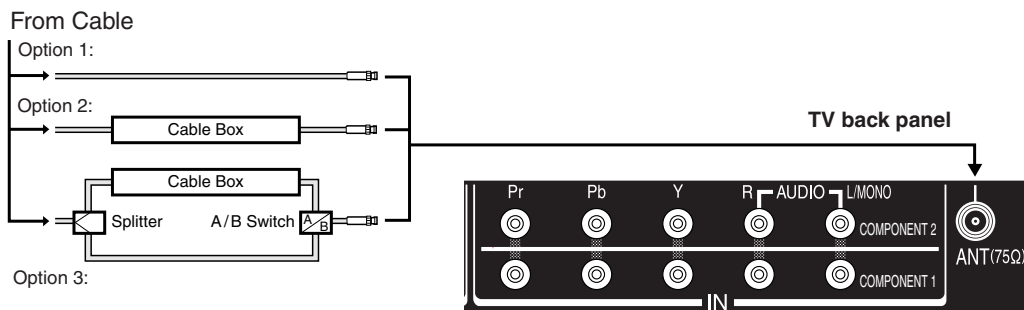 From Cable
Option 1:
Option 2:
Cable Box
Cable Box
Splitter
A/B Switch
A
B
Option 3:
TV back panel
Pr Pb Y R AUDIO L/MONO
COMPONENT 2
ANT(75Ω)
COMPONENT 1
IN